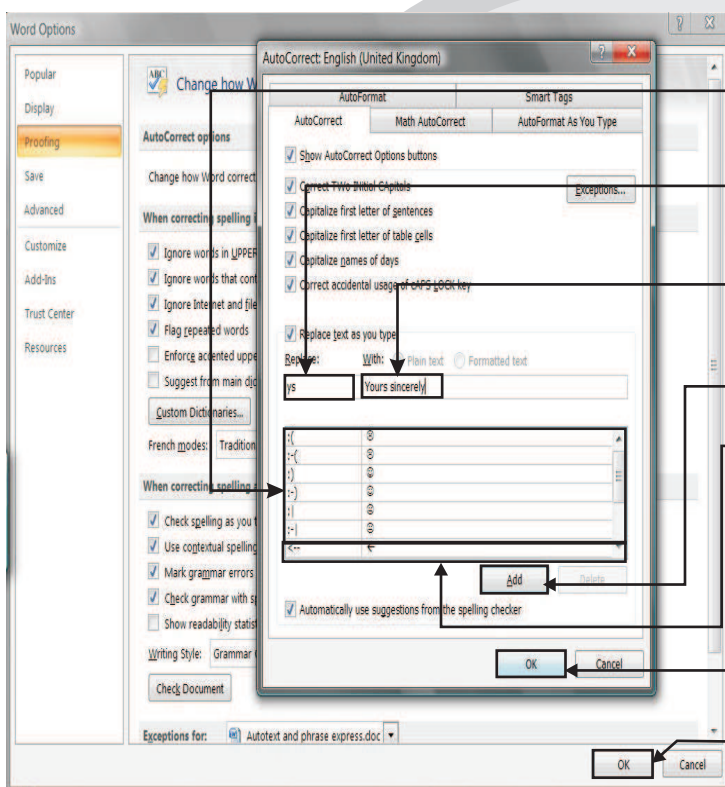 Word Options
Popular
Display
Proofing
Save
Advanced
Customize
Add-Ins
Trust Center
Resources
Change how W
AutoCorrect options
Change how Word correct
When correcting spelling i
Ignore words in UPPER
Ignore words that cont
Ignore Internet and file
Flag repeated words
Enforce accented uppe
Suggest from main dic
Custom Dictionaries...
French modes: Tradition
When correcting spelling a
Check spelling as you t
Use contextual spelling
Mark grammar errors
Check grammar with sp
Show readability statist
Writing Style: Grammar
Check Document
Exceptions for: Autotext and phrase express.doc
OK Cancel
AutoCorrect: English (United Kingdom)
AutoFormat Smart Tags
AutoCorrect Math AutoCorrect AutoFormat As You Type
Show AutoCorrect Options buttons
Correct TWo INitial CApitals
Exceptions...
Capitalize first letter of sentences
Capitalize first letter of table cells
Capitalize names of days
Correct accidental usage of cAPS LOCK key
Replace text as you type
Replace: With: Plain text Formatted text
ys Yours sincerely
:( ☹
:-( ☹
:) ☺
:-) ☺
:| 😐
:-| 😐
<-- ←
Add Delete
Automatically use suggestions from the spelling checker
OK Cancel